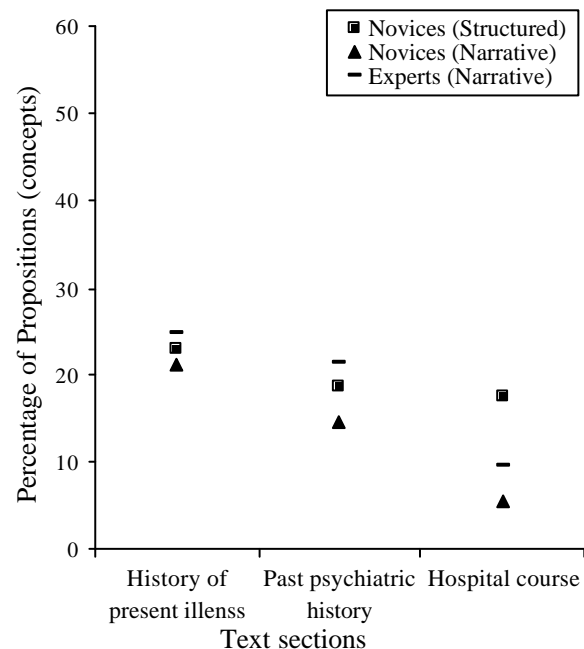 Novices (Structured)
Novices (Narrative)
Experts (Narrative)
Percentage of Propositions (concepts)
60
50
40
30
20
10
0
History of Past psychiatric Hospital course
present illenss history
Text sections